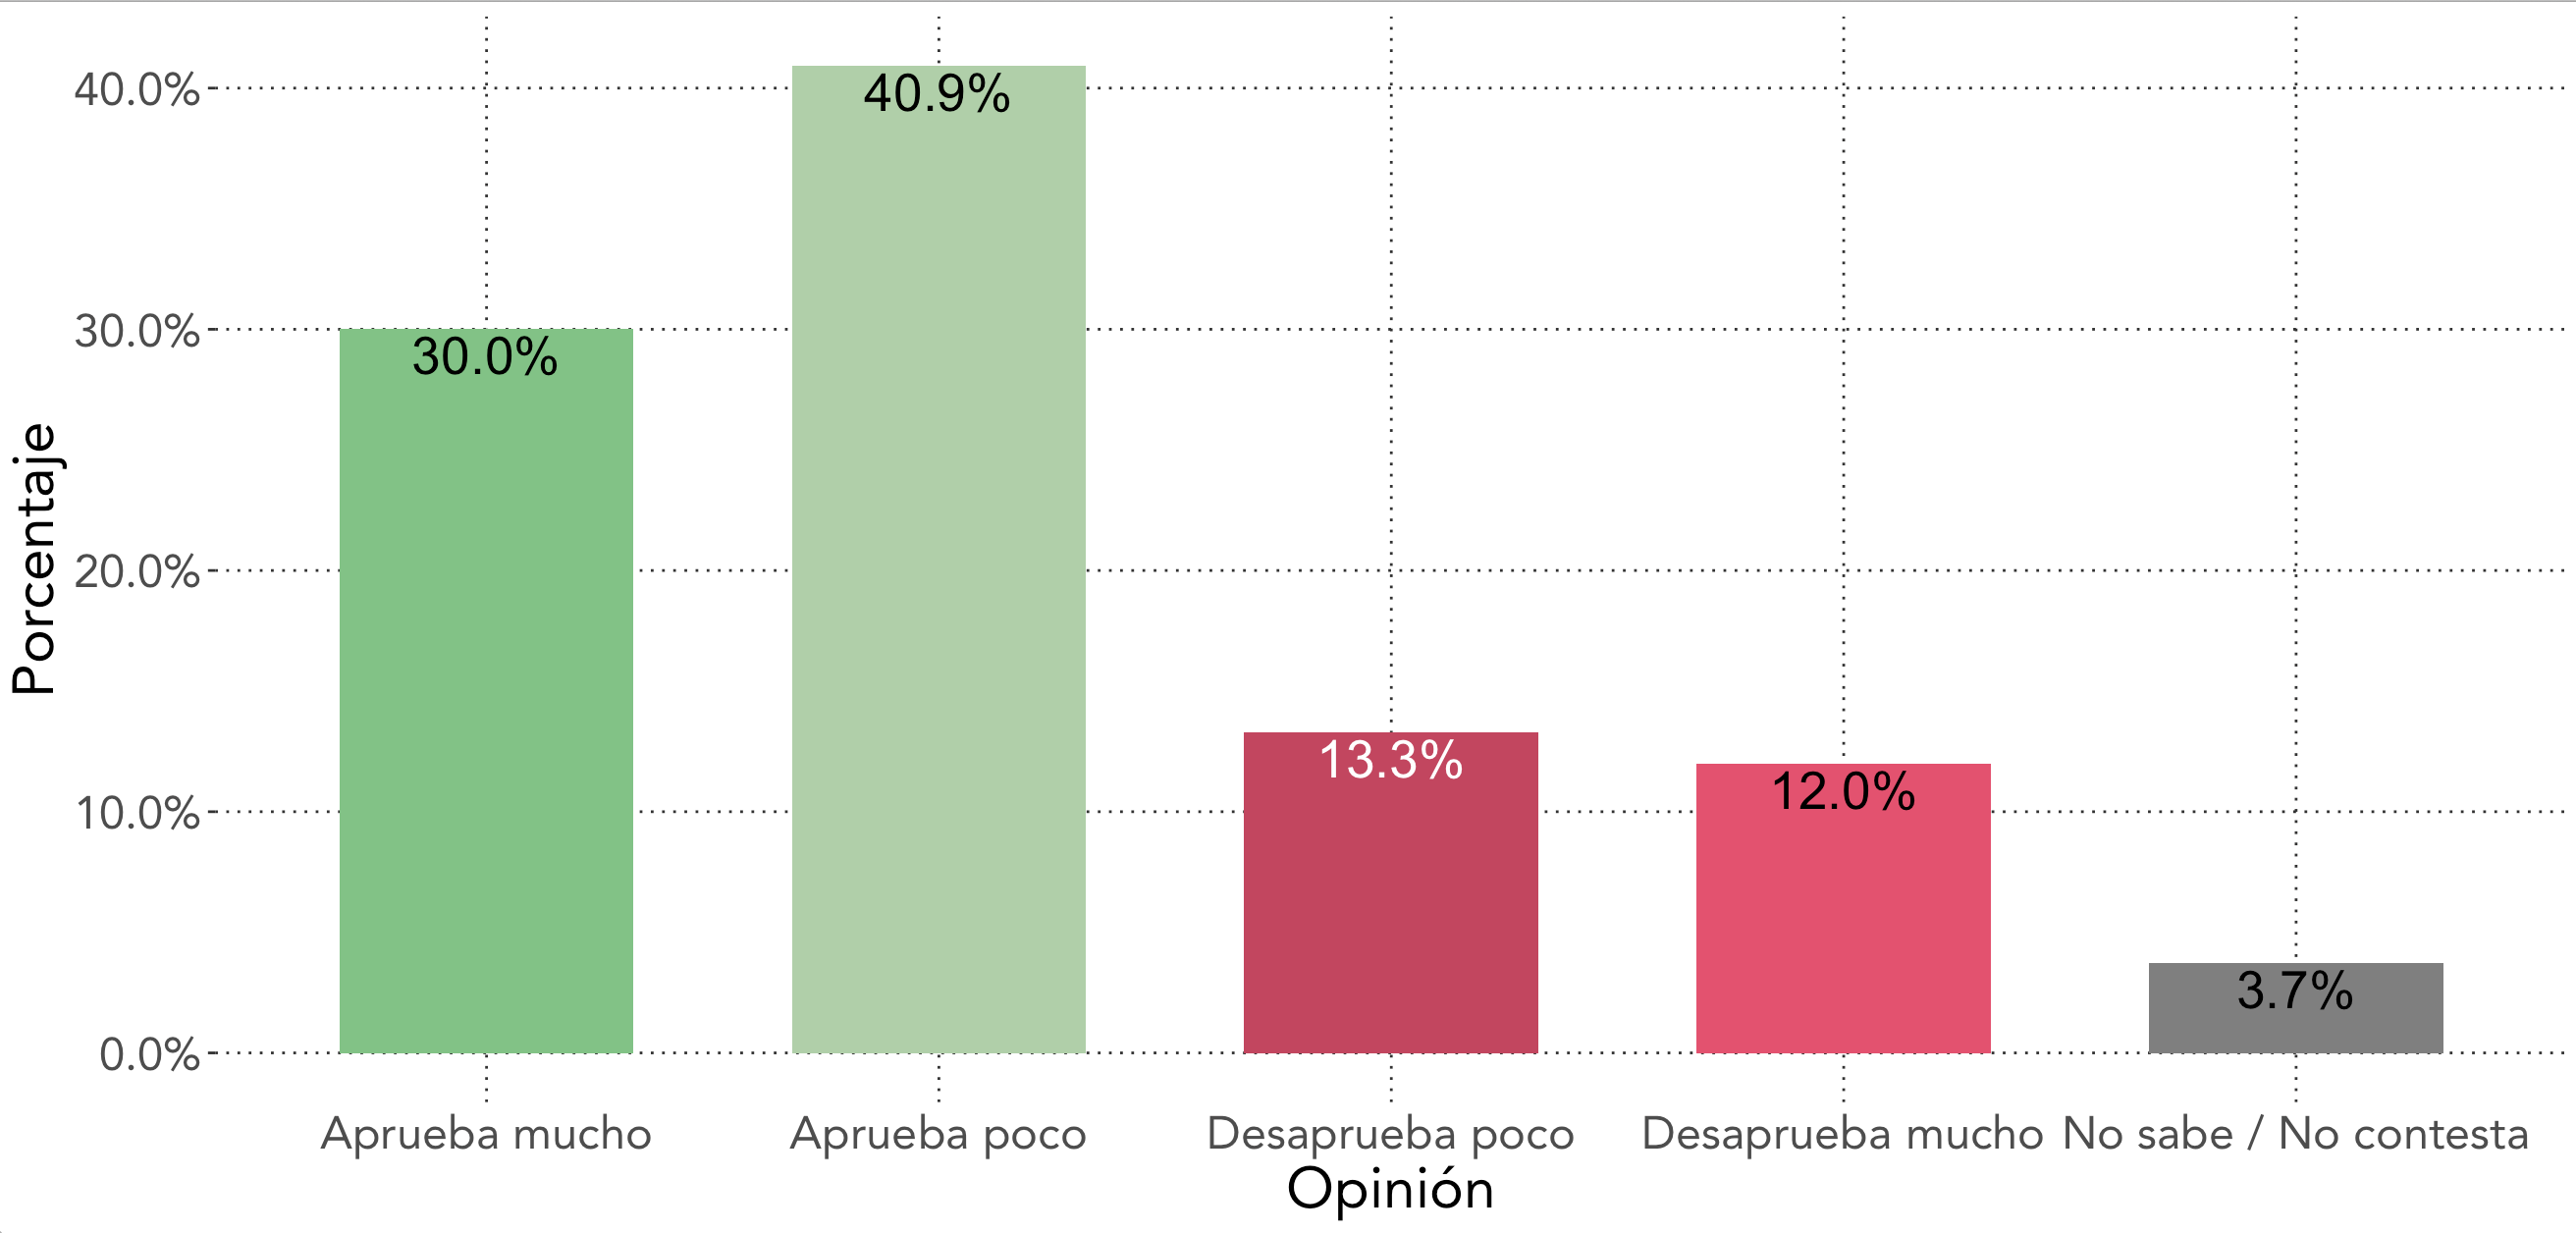 40.0%
30.0%
20.0%
10.0%
0.0%
Porcentaje
30.0%
40.9%
13.3%
12.0%
3.7%
Aprueba mucho
Aprueba poco
Desaprueba poco
Desaprueba mucho
No sabe / No contesta
Opinión